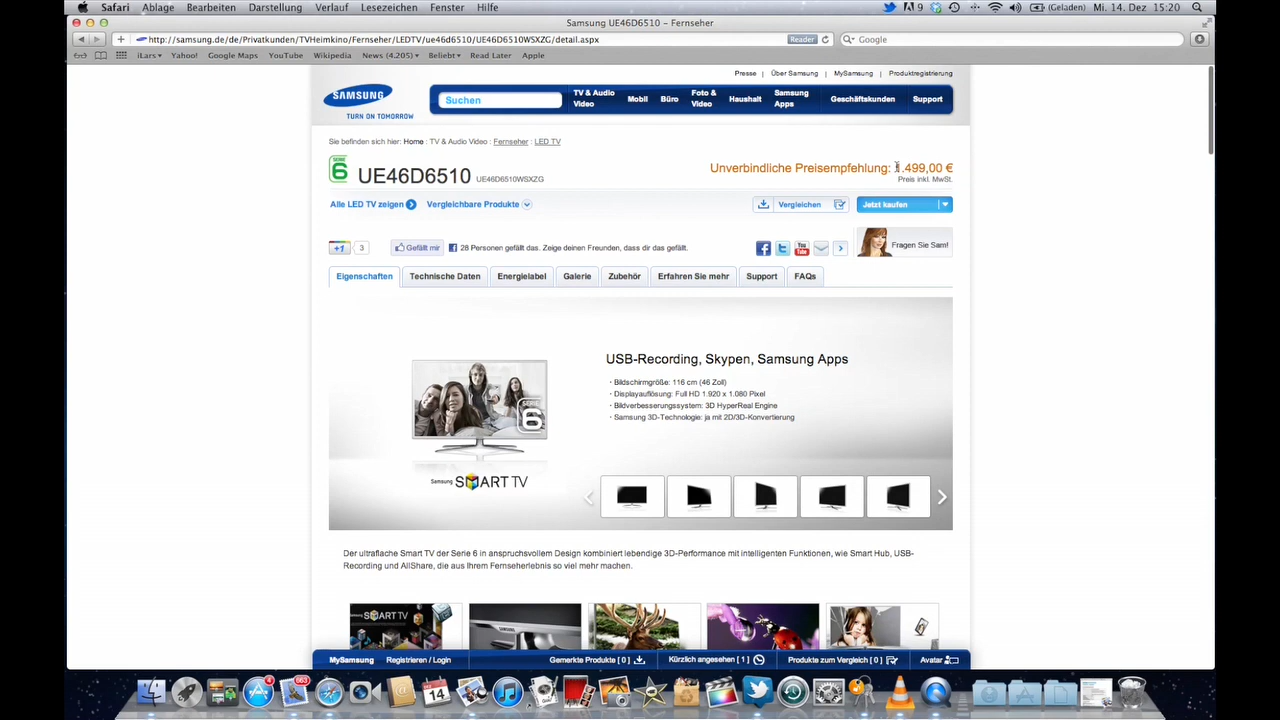 Safari Ablage Bearbeiten Darstellung Verlauf Lesezeichen Fenster Hilfe 9 (Geladen) Mi. 14. Dez 15:20
Samsung UE46D6510 – Fernseher
http://samsung.de/de/Privatkunden/TVHeimkino/Fernseher/LEDTV/ue46d6510/UE46D6510WSXZG/detail.aspx Reader Google
iLars Yahoo! Google Maps YouTube Wikipedia News (4.205) Beliebt Read Later Apple
Presse | Über Samsung | MySamsung | Produktregistrierung
SAMSUNG
TURN ON TOMORROW
Suchen TV & Audio Video Mobil Büro Foto & Video Haushalt Samsung Apps Geschäftskunden Support
Sie befinden sich hier: Home : TV & Audio Video : Fernseher : LED TV
SERIE 6 UE46D6510 UE46D6510WSXZG
Unverbindliche Preisempfehlung: 1.499,00 €
Preis inkl. MwSt.
Alle LED TV zeigen Vergleichbare Produkte Vergleichen Jetzt kaufen
+1 3 Gefällt mir 28 Personen gefällt das. Zeige deinen Freunden, dass dir das gefällt. Fragen Sie Sam!
Eigenschaften Technische Daten Energielabel Galerie Zubehör Erfahren Sie mehr Support FAQs
USB-Recording, Skypen, Samsung Apps
· Bildschirmgröße: 116 cm (46 Zoll)
· Displayauflösung: Full HD 1.920 x 1.080 Pixel
· Bildverbesserungssystem: 3D HyperReal Engine
· Samsung 3D-Technologie: ja mit 2D/3D-Konvertierung
SERIE 6
Samsung SMART TV
Der ultraflache Smart TV der Serie 6 in anspruchsvollem Design kombiniert lebendige 3D-Performance mit intelligenten Funktionen, wie Smart Hub, USB-
Recording und AllShare, die aus Ihrem Fernseherlebnis so viel mehr machen.
SMART TV
SAMSUNG
MySamsung Registrieren / Login Gemerkte Produkte [ 0 ] Kürzlich angesehen [ 1 ] Produkte zum Vergleich [ 0 ] Avatar
4 663 14